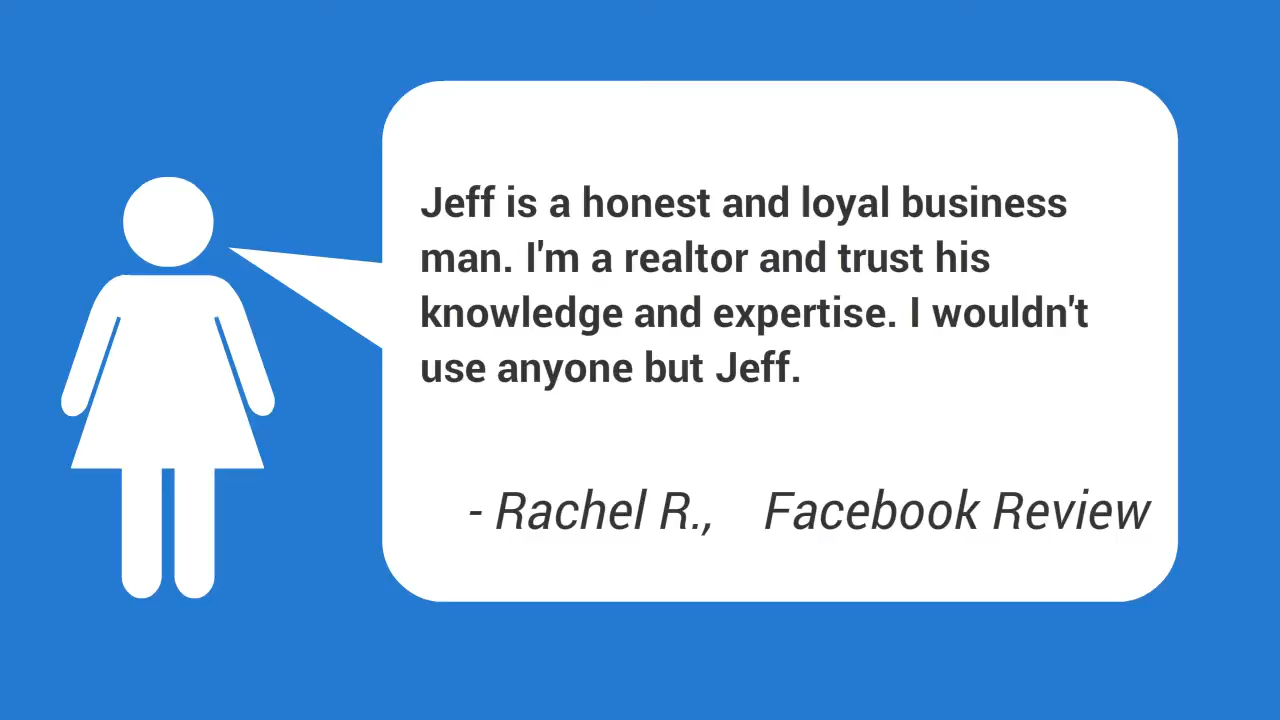 Jeff is a honest and loyal business
man. I'm a realtor and trust his
knowledge and expertise. I wouldn't
use anyone but Jeff.
- Rachel R., Facebook Review